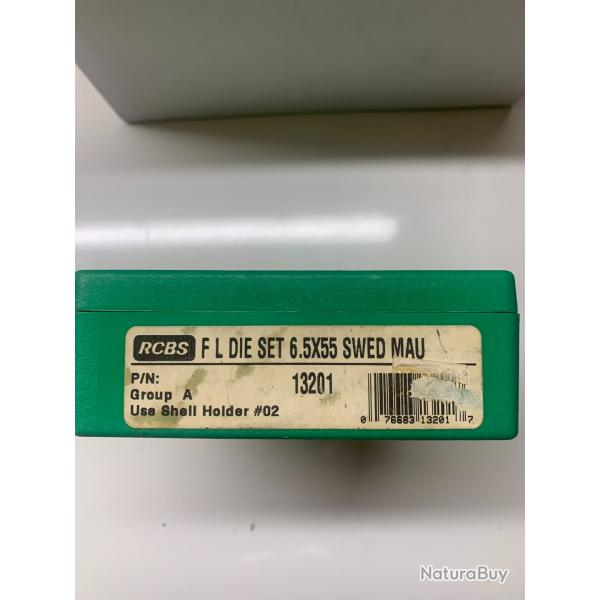 RCBS F L DIE SET 6.5X55 SWED MAU
P/N: 13201
Group A
Use Shell Holder #02
0 76683 13201 7
NaturaBuy